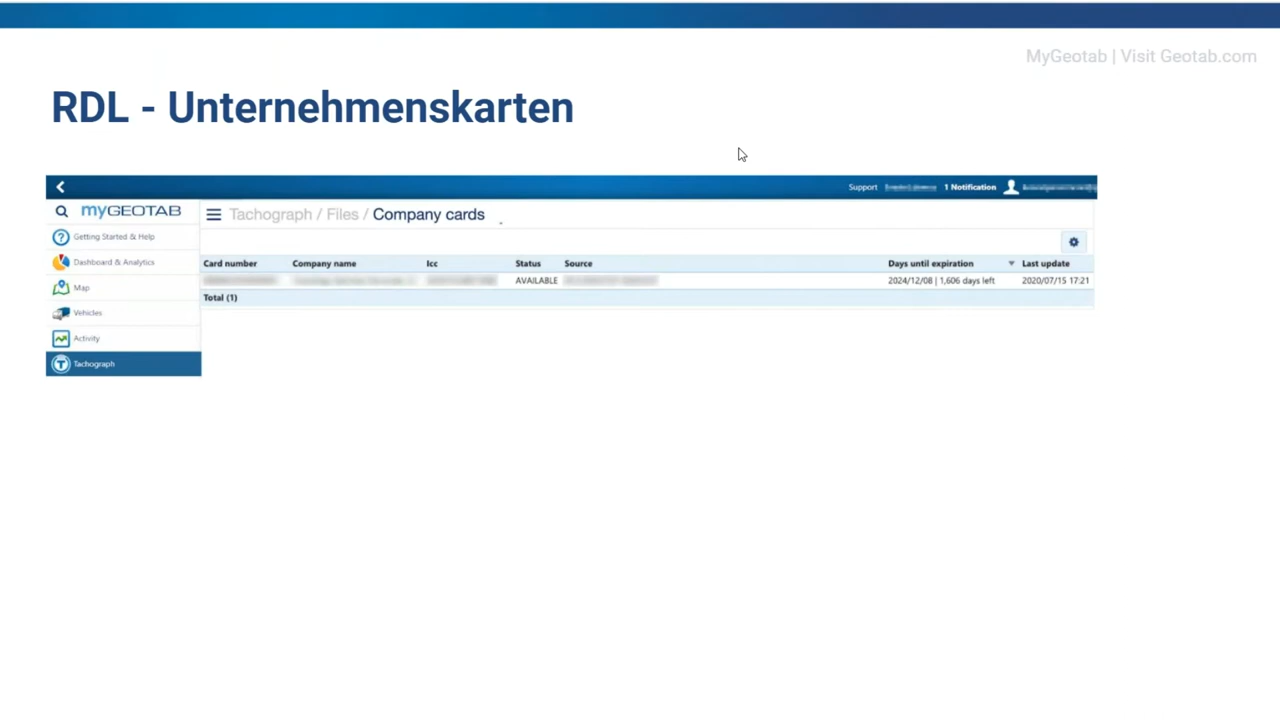 MyGeotab | Visit Geotab.com
RDL - Unternehmenskarten
Support 1 Notification
myGEOTAB
Tachograph / Files / Company cards
Getting Started & Help
Dashboard & Analytics
Map
Vehicles
Activity
Tachograph
Card number Company name Icc Status Source Days until expiration Last update
AVAILABLE 2024/12/08 | 1,606 days left 2020/07/15 17:21
Total (1)